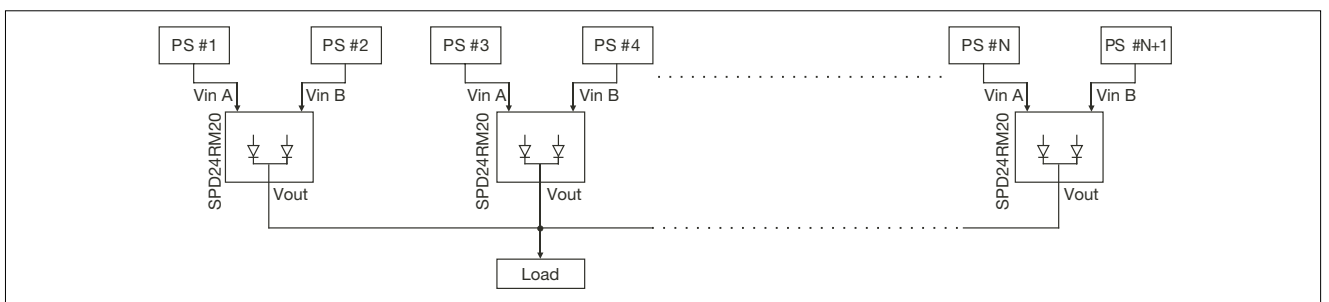 PS #1
PS #2
PS #3
PS #4
PS #N
PS #N+1
Vin A
Vin B
Vin A
Vin B
Vin A
Vin B
SPD24RM20
SPD24RM20
SPD24RM20
Vout
Vout
Vout
Load